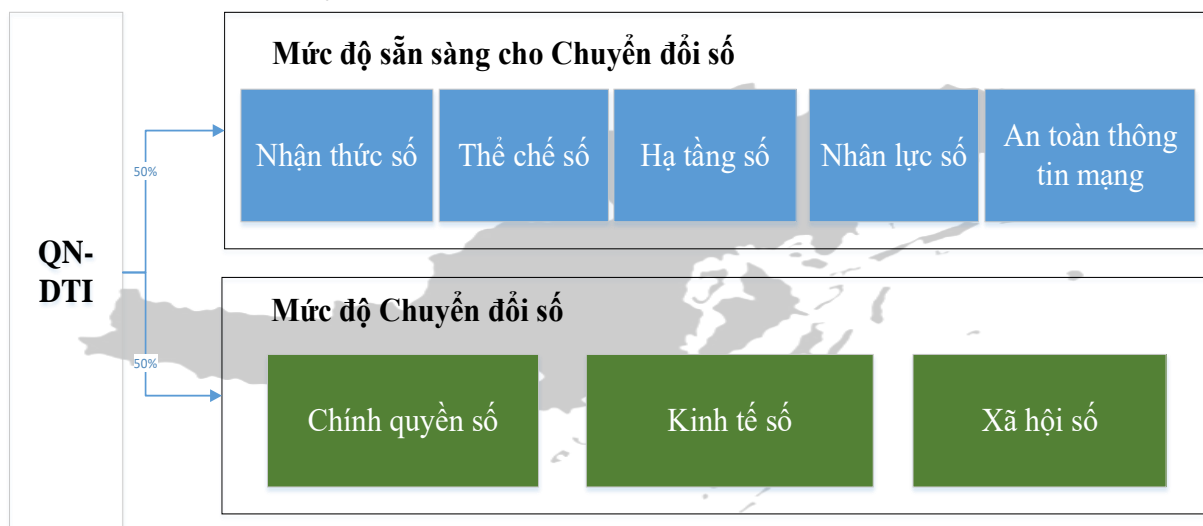 Mức độ sẵn sàng cho Chuyển đổi số
Nhận thức số
Thể chế số
Hạ tầng số
Nhân lực số
An toàn thông
tin mạng
50%
QN-
DTI
Mức độ Chuyển đổi số
50%
Chính quyền số
Kinh tế số
Xã hội số